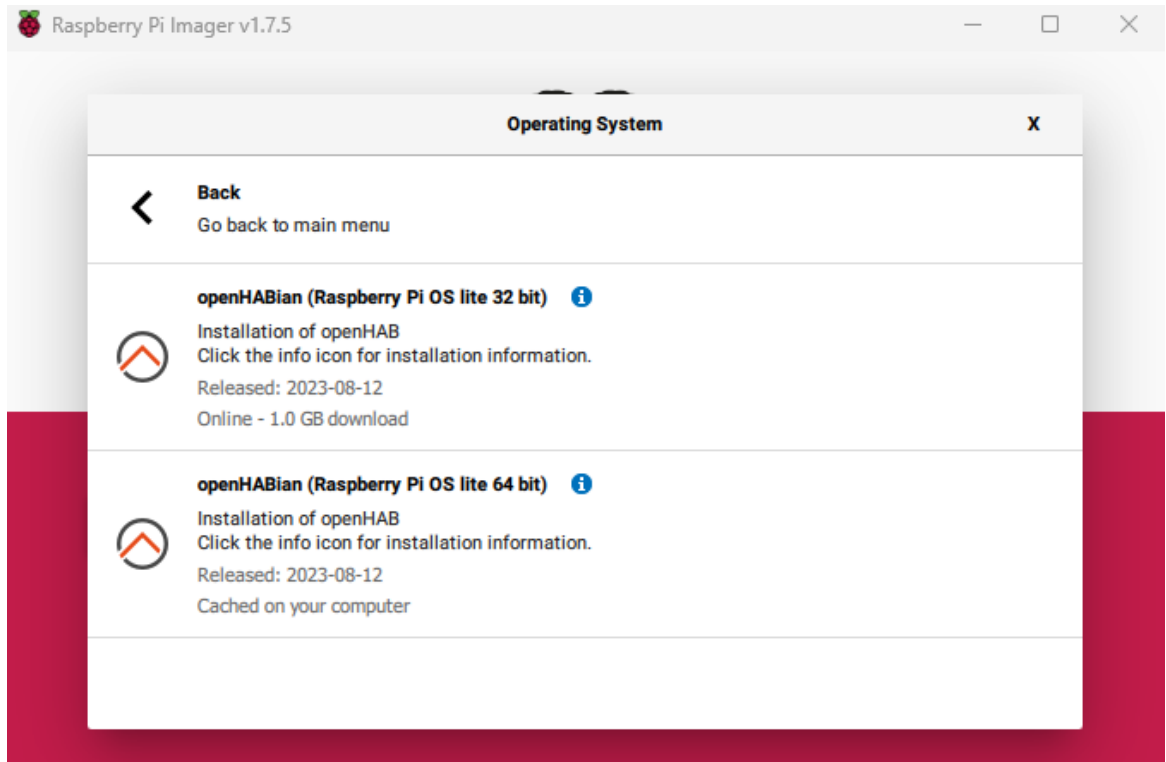 Raspberry Pi Imager v1.7.5
Operating System X
Back
Go back to main menu
openHABian (Raspberry Pi OS lite 32 bit)
Installation of openHAB
Click the info icon for installation information.
Released: 2023-08-12
Online - 1.0 GB download
openHABian (Raspberry Pi OS lite 64 bit)
Installation of openHAB
Click the info icon for installation information.
Released: 2023-08-12
Cached on your computer